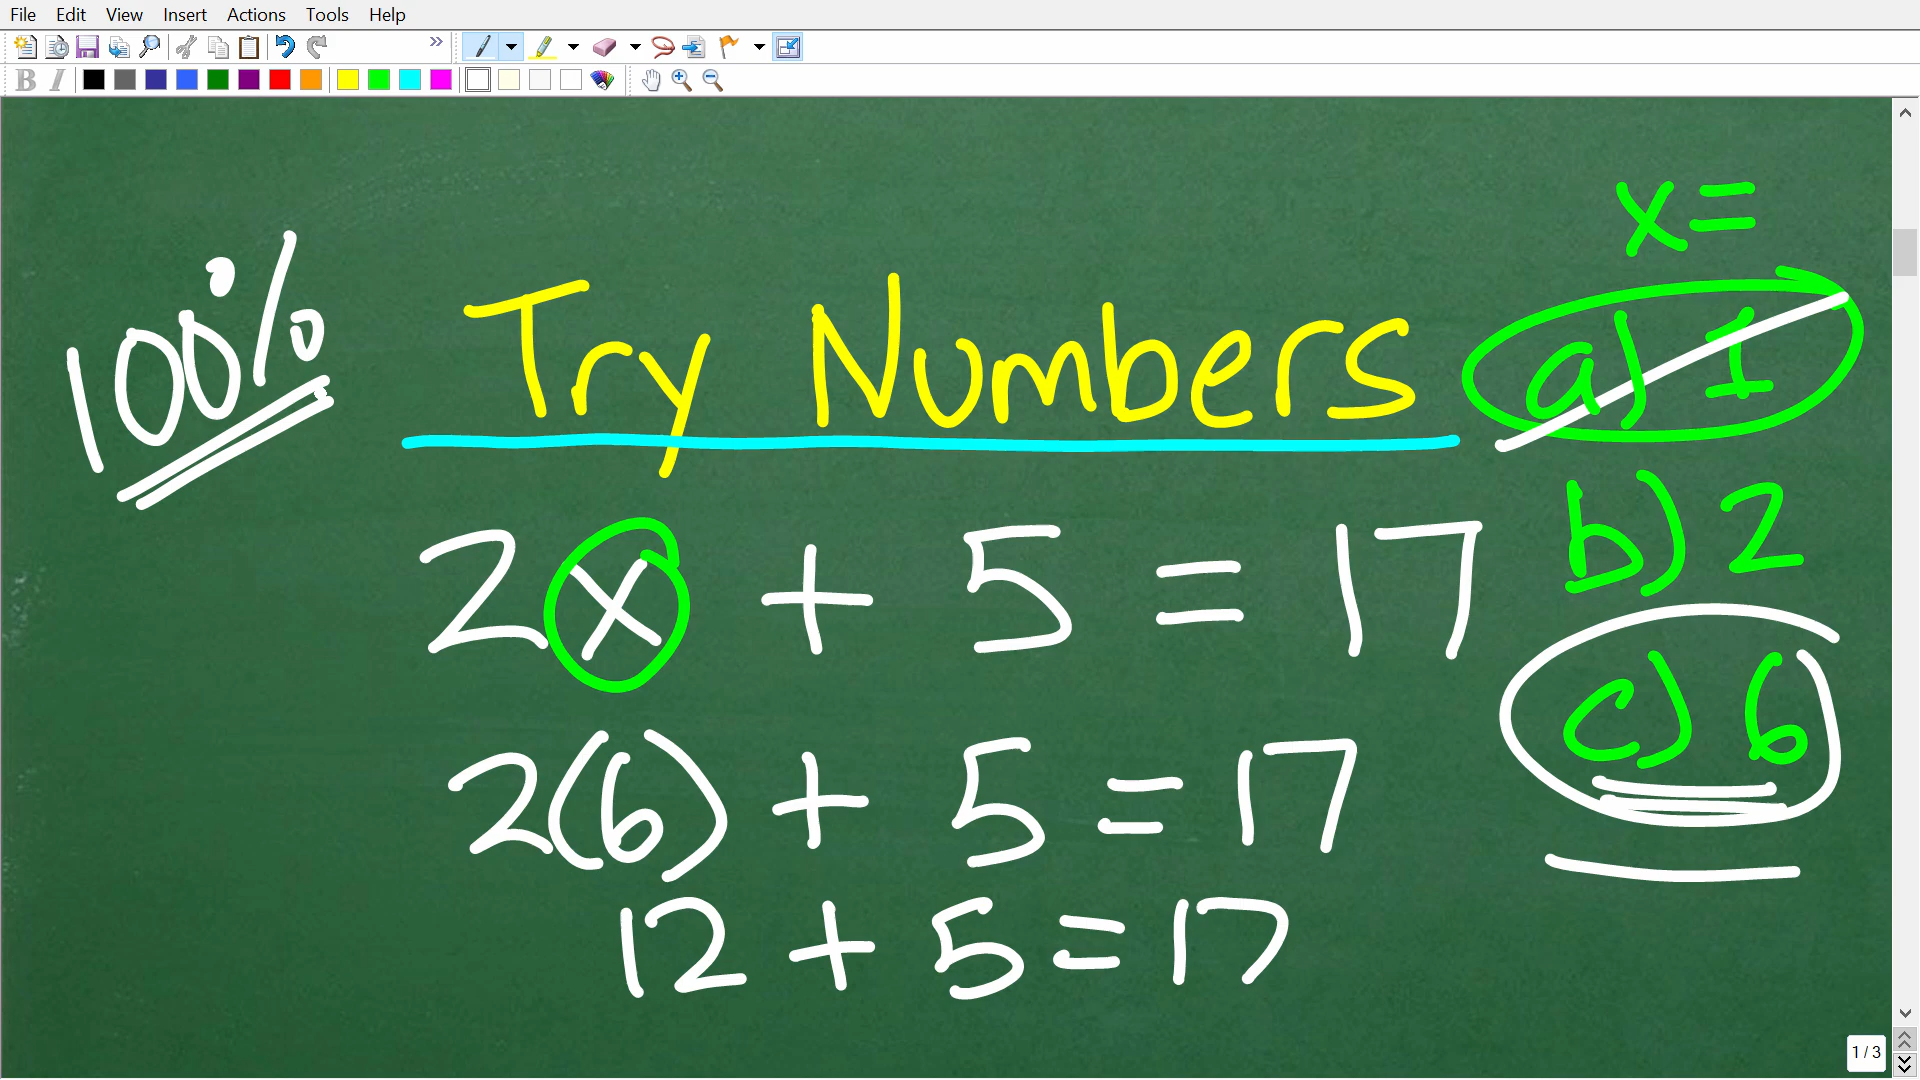 File Edit View Insert Actions Tools Help
B I
x=
100%
Try Numbers
a) 1
2x + 5 = 17
b) 2
c) 6
2(6) + 5 = 17
12 + 5 = 17
1 / 3